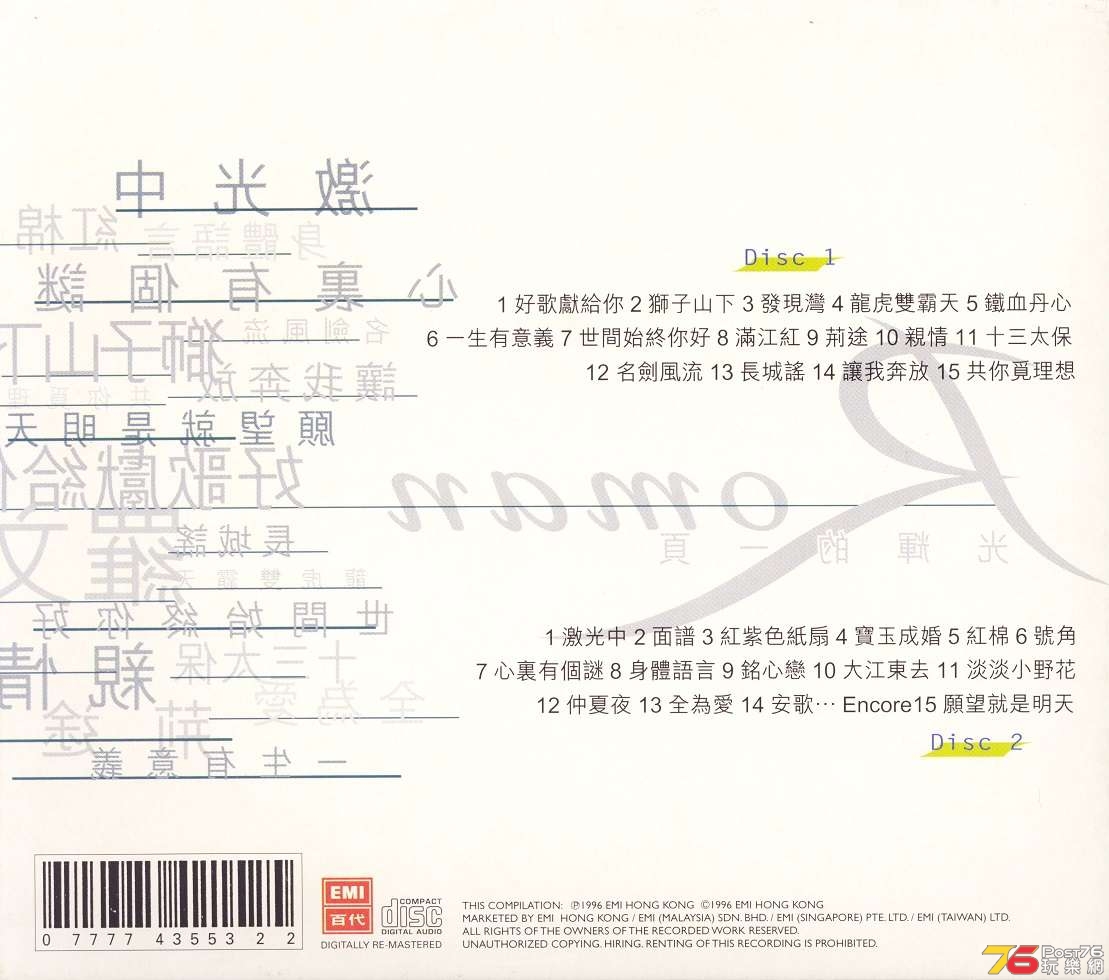 激光中
紅棉
身體語言
心裏有個謎
名劍風流
獅子山下
讓我奔放
共你覓理
願望就是明天
好歌獻給你
Roman
長城謠
羅文
光輝的一頁
龍虎雙霸天
世間始終你好
十三太保
親情
全為愛
荊途
一生有意義
Disc 1
1 好歌獻給你 2 獅子山下 3 發現灣 4 龍虎雙霸天 5 鐵血丹心
6 一生有意義 7 世間始終你好 8 滿江紅 9 荊途 10 親情 11 十三太保
12 名劍風流 13 長城謠 14 讓我奔放 15 共你覓理想
1 激光中 2 面譜 3 紅紫色紙扇 4 寶玉成婚 5 紅棉 6 號角
7 心裏有個謎 8 身體語言 9 銘心戀 10 大江東去 11 淡淡小野花
12 仲夏夜 13 全為愛 14 安歌… Encore15 願望就是明天
Disc 2
0 7777 43553 2 2
EMI
百代
COMPACT
disc
DIGITAL AUDIO
DIGITALLY RE-MASTERED
THIS COMPILATION: ℗1996 EMI HONG KONG ©1996 EMI HONG KONG
MARKETED BY EMI HONG KONG / EMI (MALAYSIA) SDN. BHD. / EMI (SINGAPORE) PTE. LTD. / EMI (TAIWAN) LTD.
ALL RIGHTS OF THE OWNERS OF THE RECORDED WORK RESERVED.
UNAUTHORIZED COPYING. HIRING. RENTING OF THIS RECORDING IS PROHIBITED.
76 Post76
玩樂網